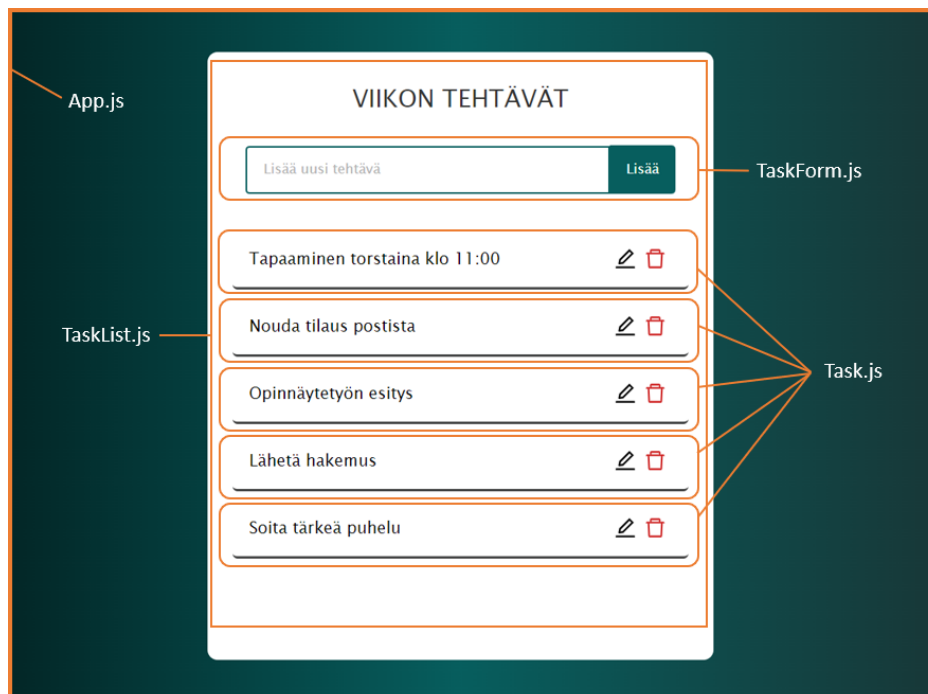 VIIKON TEHTÄVÄT
App.js
Lisää uusi tehtävä
Lisää
TaskForm.js
Tapaaminen torstaina klo 11:00
Nouda tilaus postista
TaskList.js
Opinnäytetyön esitys
Task.js
Lähetä hakemus
Soita tärkeä puhelu